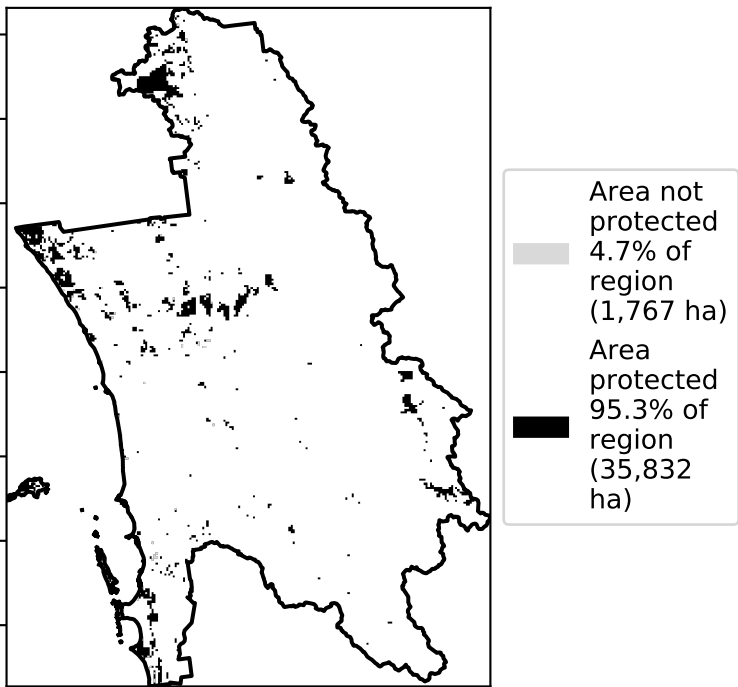 Area not
protected
4.7% of
region
(1,767 ha)
Area
protected
95.3% of
region
(35,832
ha)